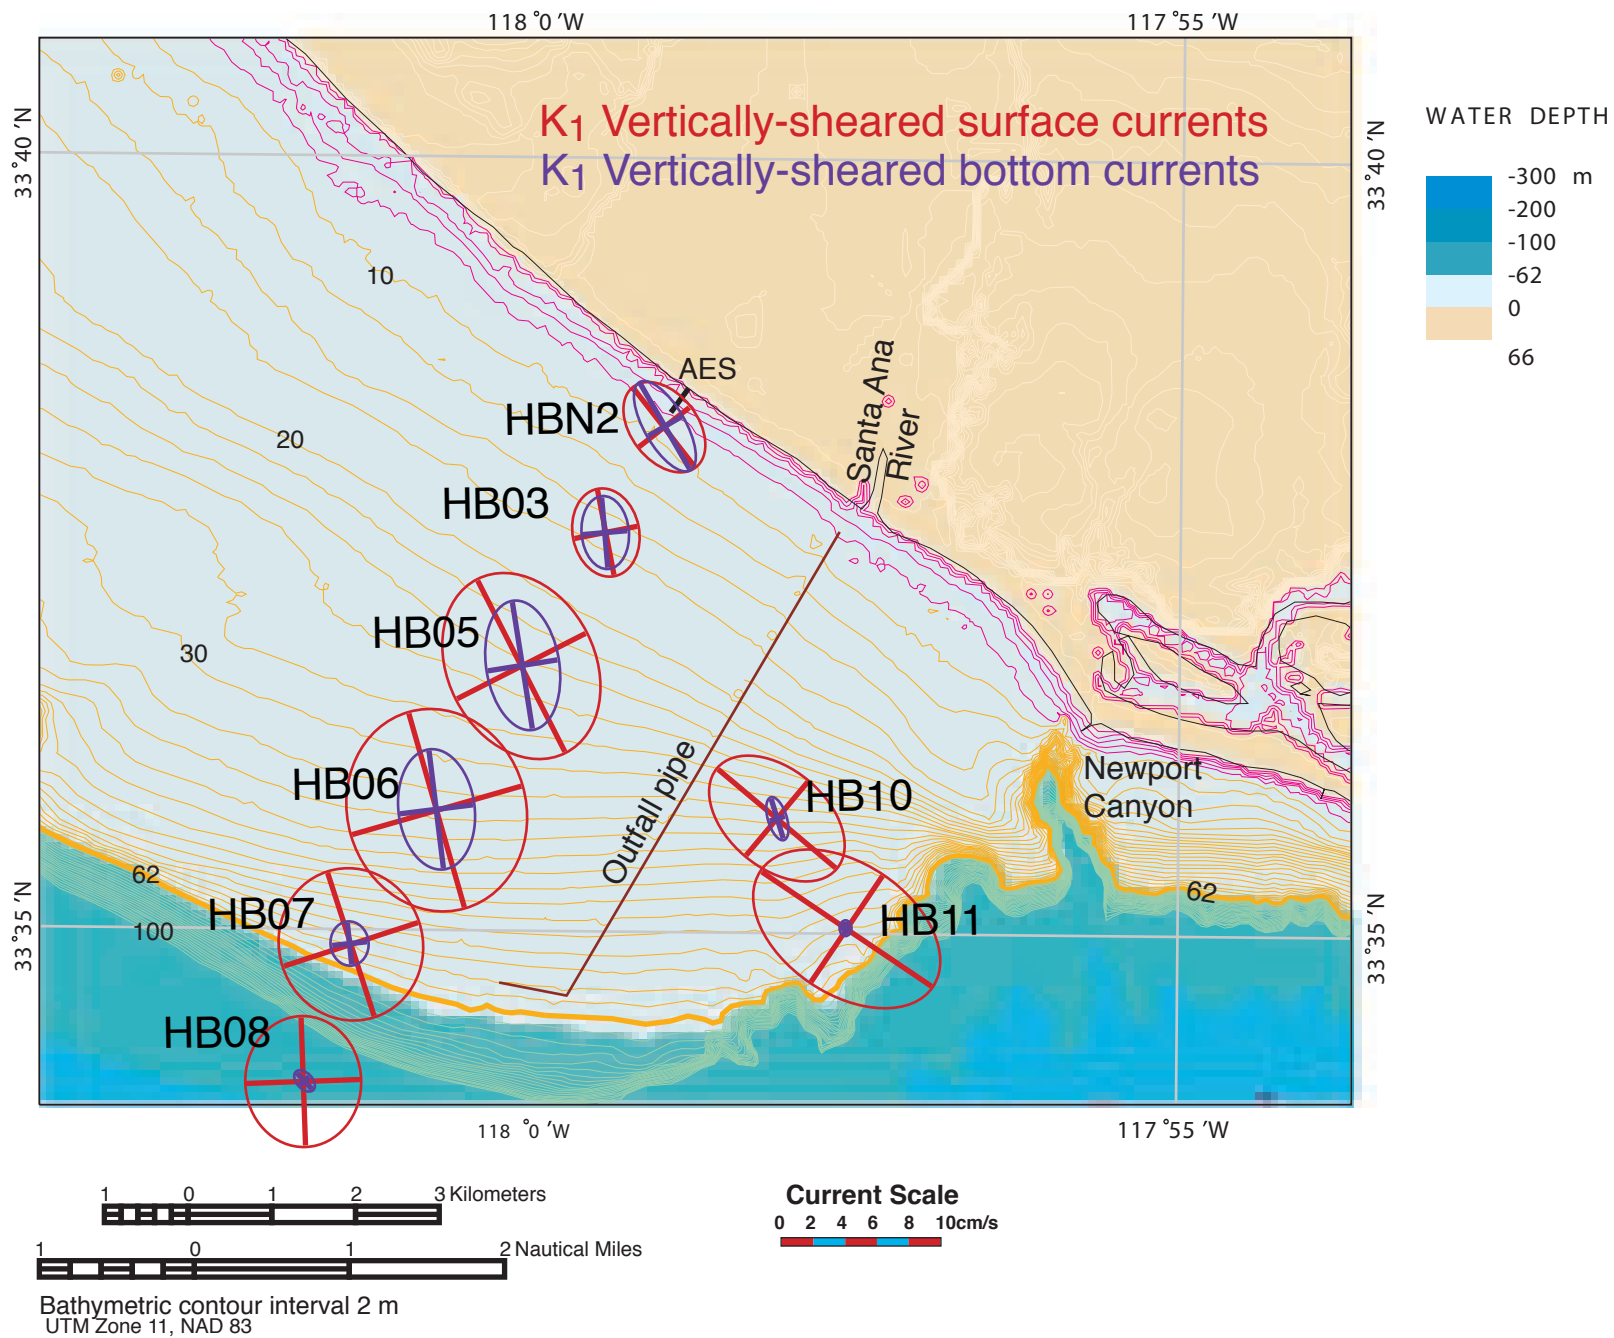 118 °0 ′W
117 °55 ′W
33 °40 ′N
33 °40 ′N
K1 Vertically-sheared surface currents
K1 Vertically-sheared bottom currents
WATER DEPTH
-300 m
-200
-100
-62
0
66
10
AES
HBN2
Santa Ana
River
20
HB03
HB05
30
HB06
Outfall pipe
HB10
Newport
Canyon
62
62
HB07
100
HB11
33 °35 ′N
33 °35 ′N
HB08
118 °0 ′W
117 °55 ′W
1 0 1 2 3 Kilometers
Current Scale
0 2 4 6 8 10cm/s
1 0 1 2 Nautical Miles
Bathymetric contour interval 2 m
UTM Zone 11, NAD 83